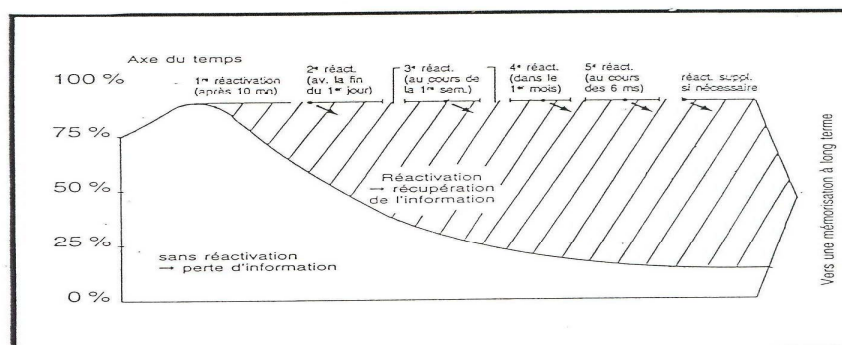 Axe du temps
100 %
75 %
50 %
25 %
0 %
1re réactivation
(après 10 mn)
2e réact.
(av. la fin
du 1er jour)
3e réact.
(au cours de
la 1re sem.)
4e réact.
(dans le
1er mois)
5e réact.
(au cours
des 6 ms)
réact. suppl.
si nécessaire
Réactivation
→ récupération
de l'information
sans réactivation
→ perte d'information
Vers une mémorisation à long terme